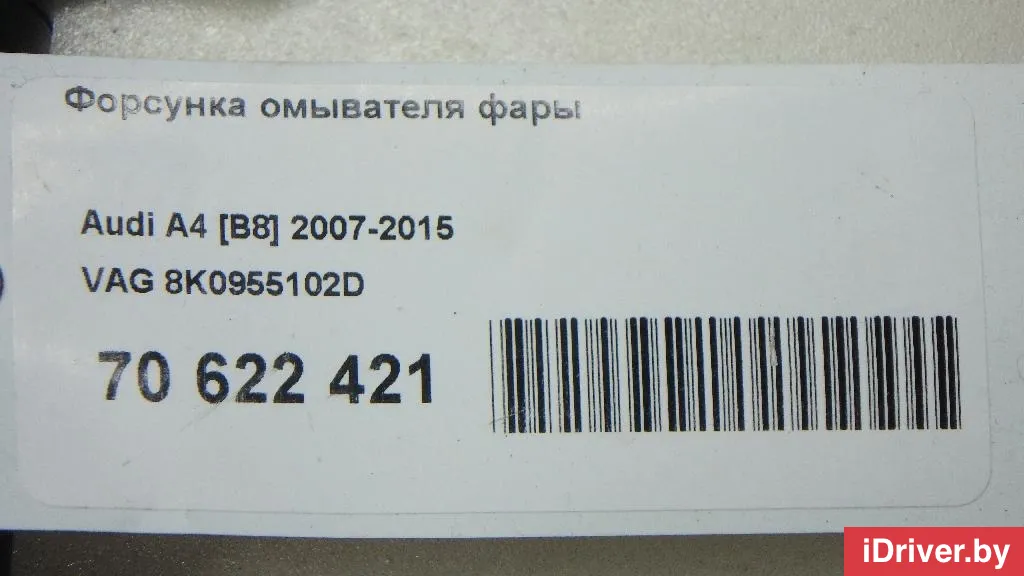 Форсунка омывателя фары
Audi A4 [B8] 2007-2015
VAG 8K0955102D
70 622 421
iDriver.by